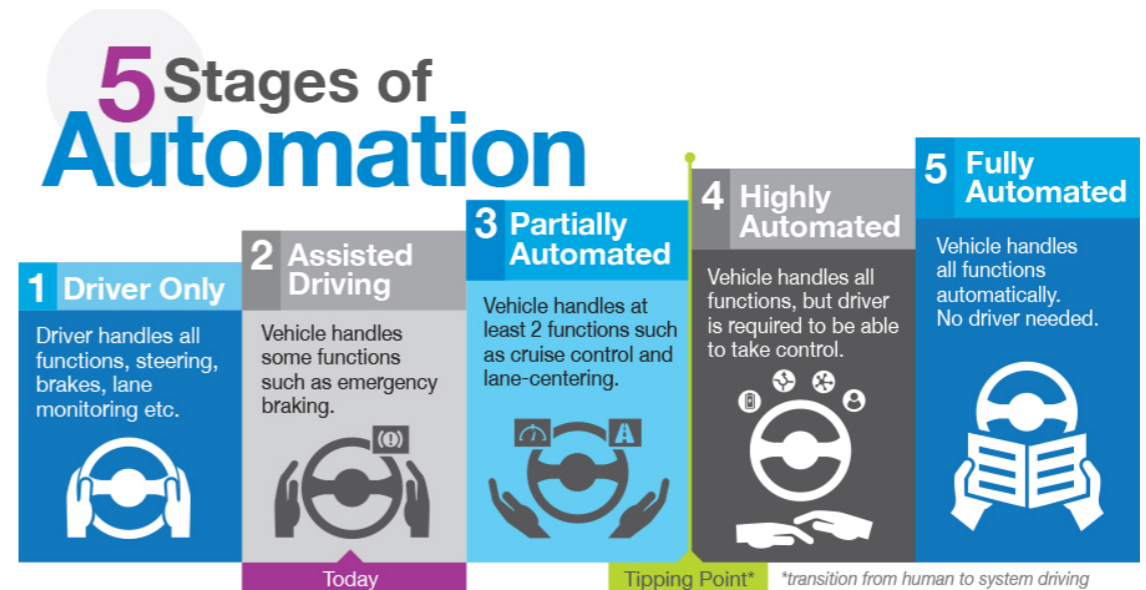 5 Stages of
Automation
1 Driver Only
Driver handles all
functions, steering,
brakes, lane
monitoring etc.
2 Assisted
Driving
Vehicle handles
some functions
such as emergency
braking.
3 Partially
Automated
Vehicle handles at
least 2 functions such
as cruise control and
lane-centering.
4 Highly
Automated
Vehicle handles all
functions, but driver
is required to be able
to take control.
5 Fully
Automated
Vehicle handles
all functions
automatically.
No driver needed.
Today
Tipping Point*
*transition from human to system driving